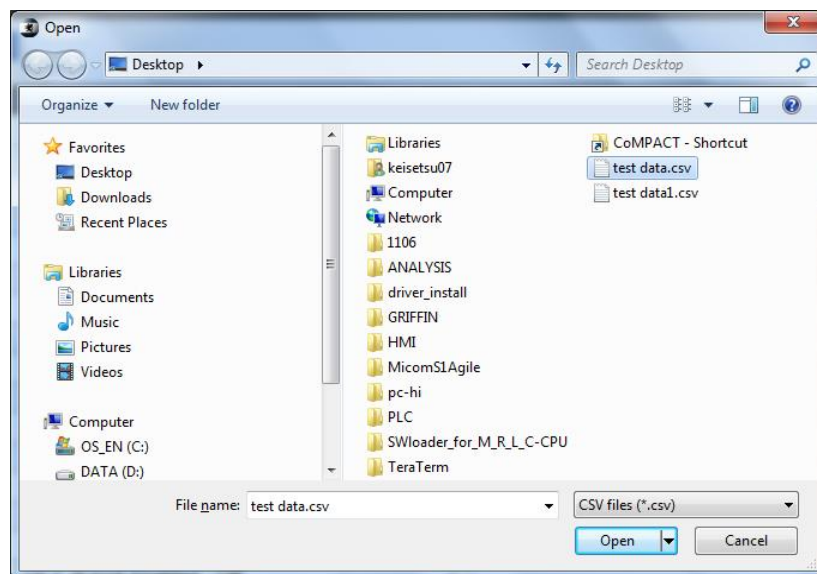 Open
Desktop
Search Desktop
Organize
New folder
Favorites
Desktop
Downloads
Recent Places
Libraries
Documents
Music
Pictures
Videos
Computer
OS_EN (C:)
DATA (D:)
Libraries
keisetsu07
Computer
Network
1106
ANALYSIS
driver_install
GRIFFIN
HMI
MicomS1Agile
pc-hi
PLC
SWloader_for_M_R_L_C-CPU
TeraTerm
CoMPACT - Shortcut
test data.csv
test data1.csv
File name: test data.csv
CSV files (*.csv)
Open
Cancel